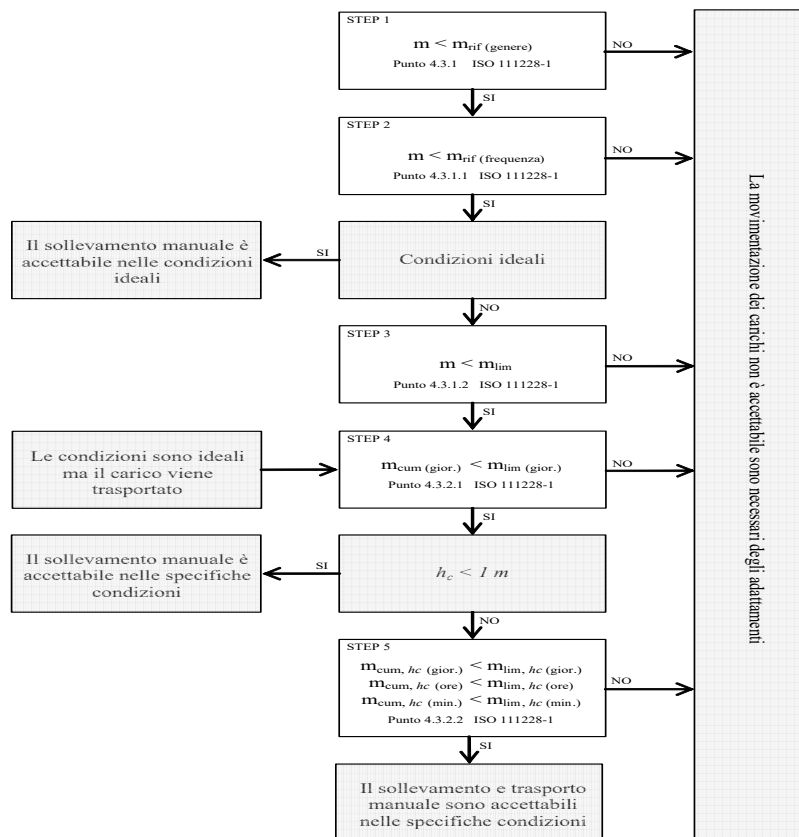 STEP 1
m < mrif (genere)
Punto 4.3.1 ISO 111228-1
NO
SI
STEP 2
m < mrif (frequenza)
Punto 4.3.1.1 ISO 111228-1
NO
SI
Il sollevamento manuale è
accettabile nelle condizioni
ideali
SI
Condizioni ideali
NO
STEP 3
m < mlim
Punto 4.3.1.2 ISO 111228-1
NO
SI
Le condizioni sono ideali
ma il carico viene
trasportato
STEP 4
mcum (gior.) < mlim (gior.)
Punto 4.3.2.1 ISO 111228-1
NO
SI
Il sollevamento manuale è
accettabile nelle specifiche
condizioni
SI
hc < 1 m
NO
STEP 5
mcum, hc (gior.) < mlim, hc (gior.)
mcum, hc (ore) < mlim, hc (ore)
mcum, hc (min.) < mlim, hc (min.)
Punto 4.3.2.2 ISO 111228-1
NO
SI
Il sollevamento e trasporto
manuale sono accettabili
nelle specifiche condizioni
La movimentazione dei carichi non è accettabile sono necessari degli adattamenti